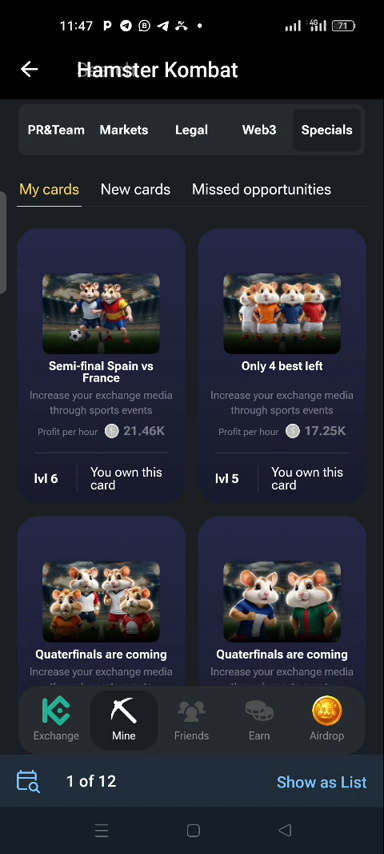 11:47
4G
71
Hamster Kombat
PR&Team Markets Legal Web3 Specials
My cards New cards Missed opportunities
Semi-final Spain vs
France
Increase your exchange media
through sports events
Profit per hour 21.46K
lvl 6
You own this
card
Only 4 best left
Increase your exchange media
through sports events
Profit per hour 17.25K
lvl 5
You own this
card
Quaterfinals are coming
Increase your exchange media
Quaterfinals are coming
Increase your exchange media
Exchange Mine Friends Earn Airdrop
1 of 12
Show as List